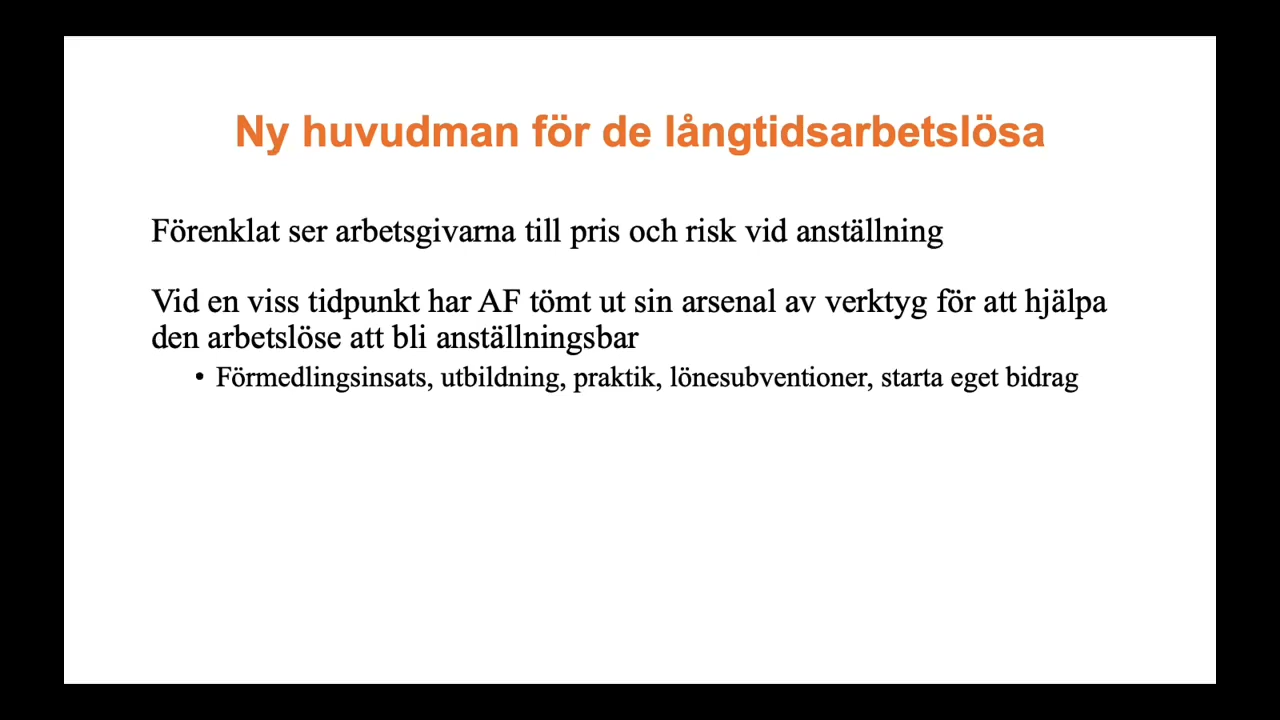 Ny huvudman för de långtidsarbetslösa
Förenklat ser arbetsgivarna till pris och risk vid anställning
Vid en viss tidpunkt har AF tömt ut sin arsenal av verktyg för att hjälpa
den arbetslöse att bli anställningsbar
• Förmedlingsinsats, utbildning, praktik, lönesubventioner, starta eget bidrag